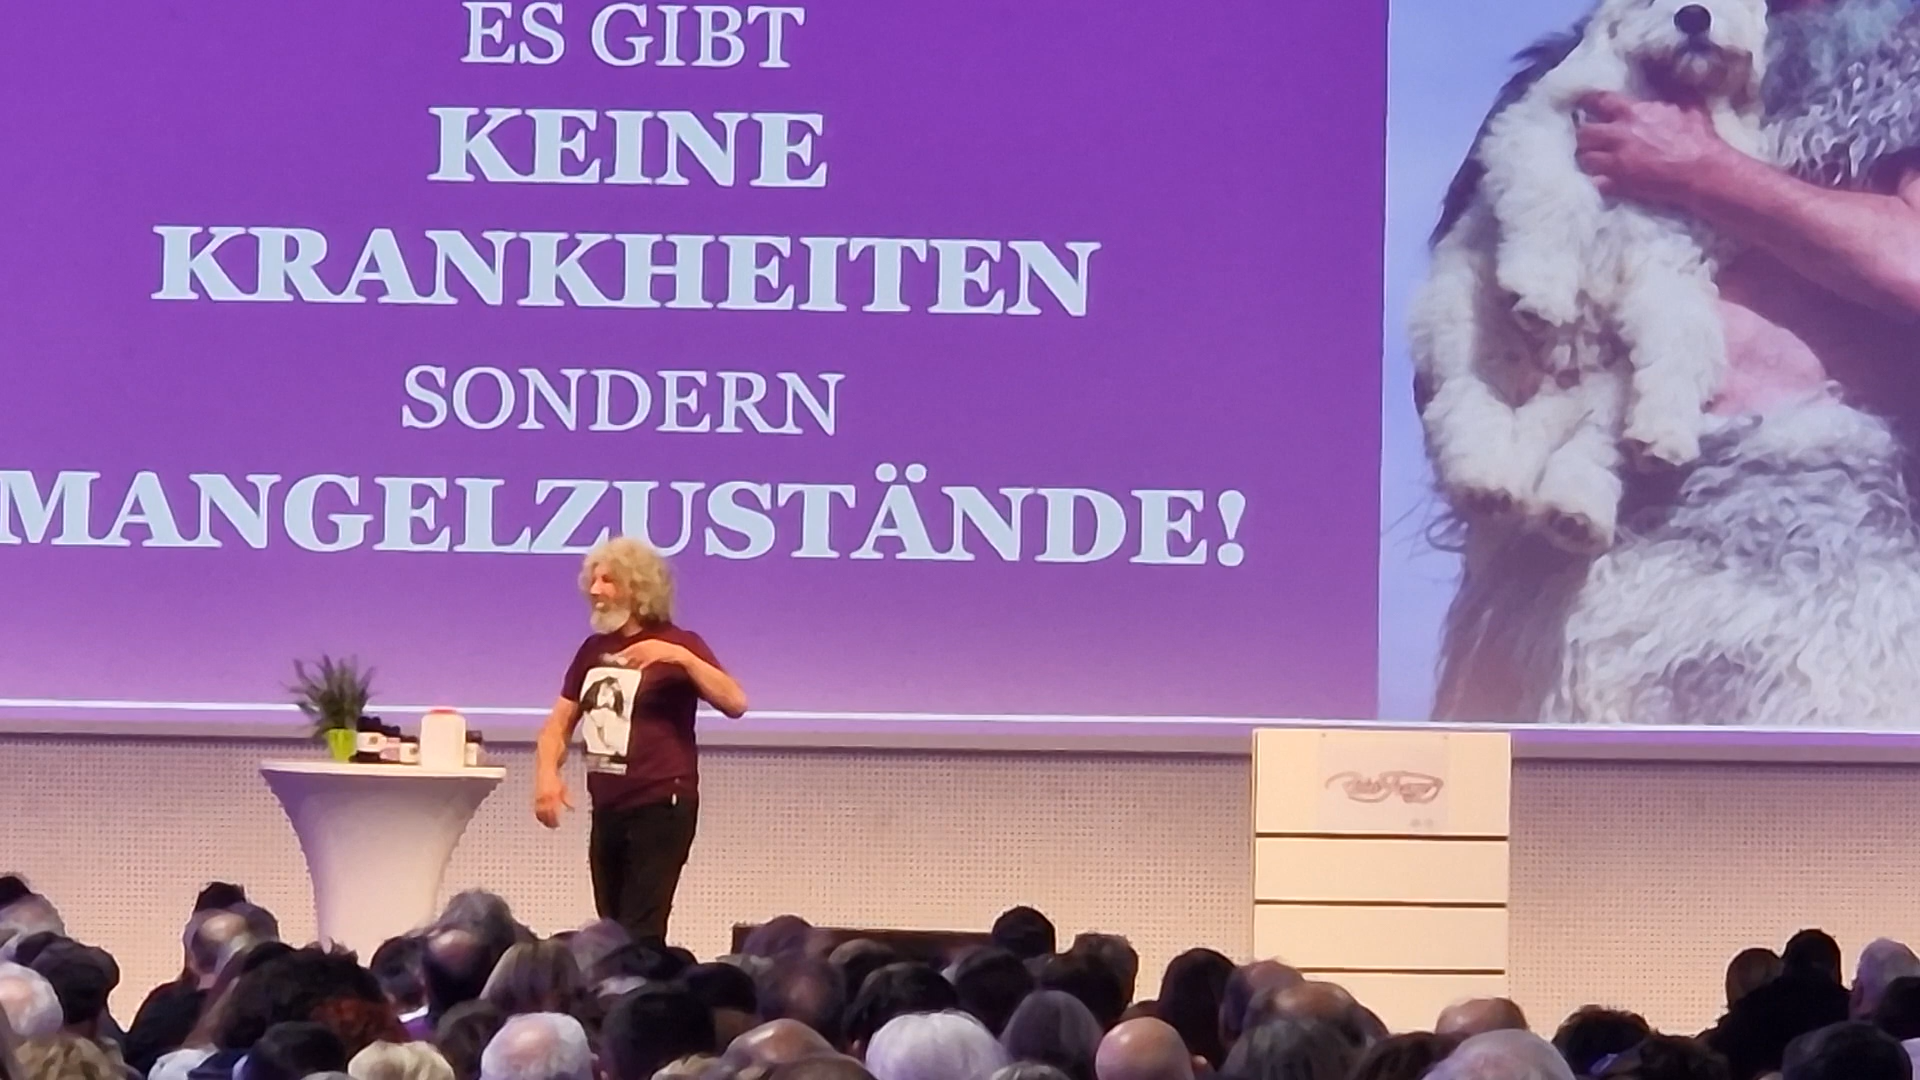 ES GIBT
KEINE
KRANKHEITEN
SONDERN
MANGELZUSTÄNDE!